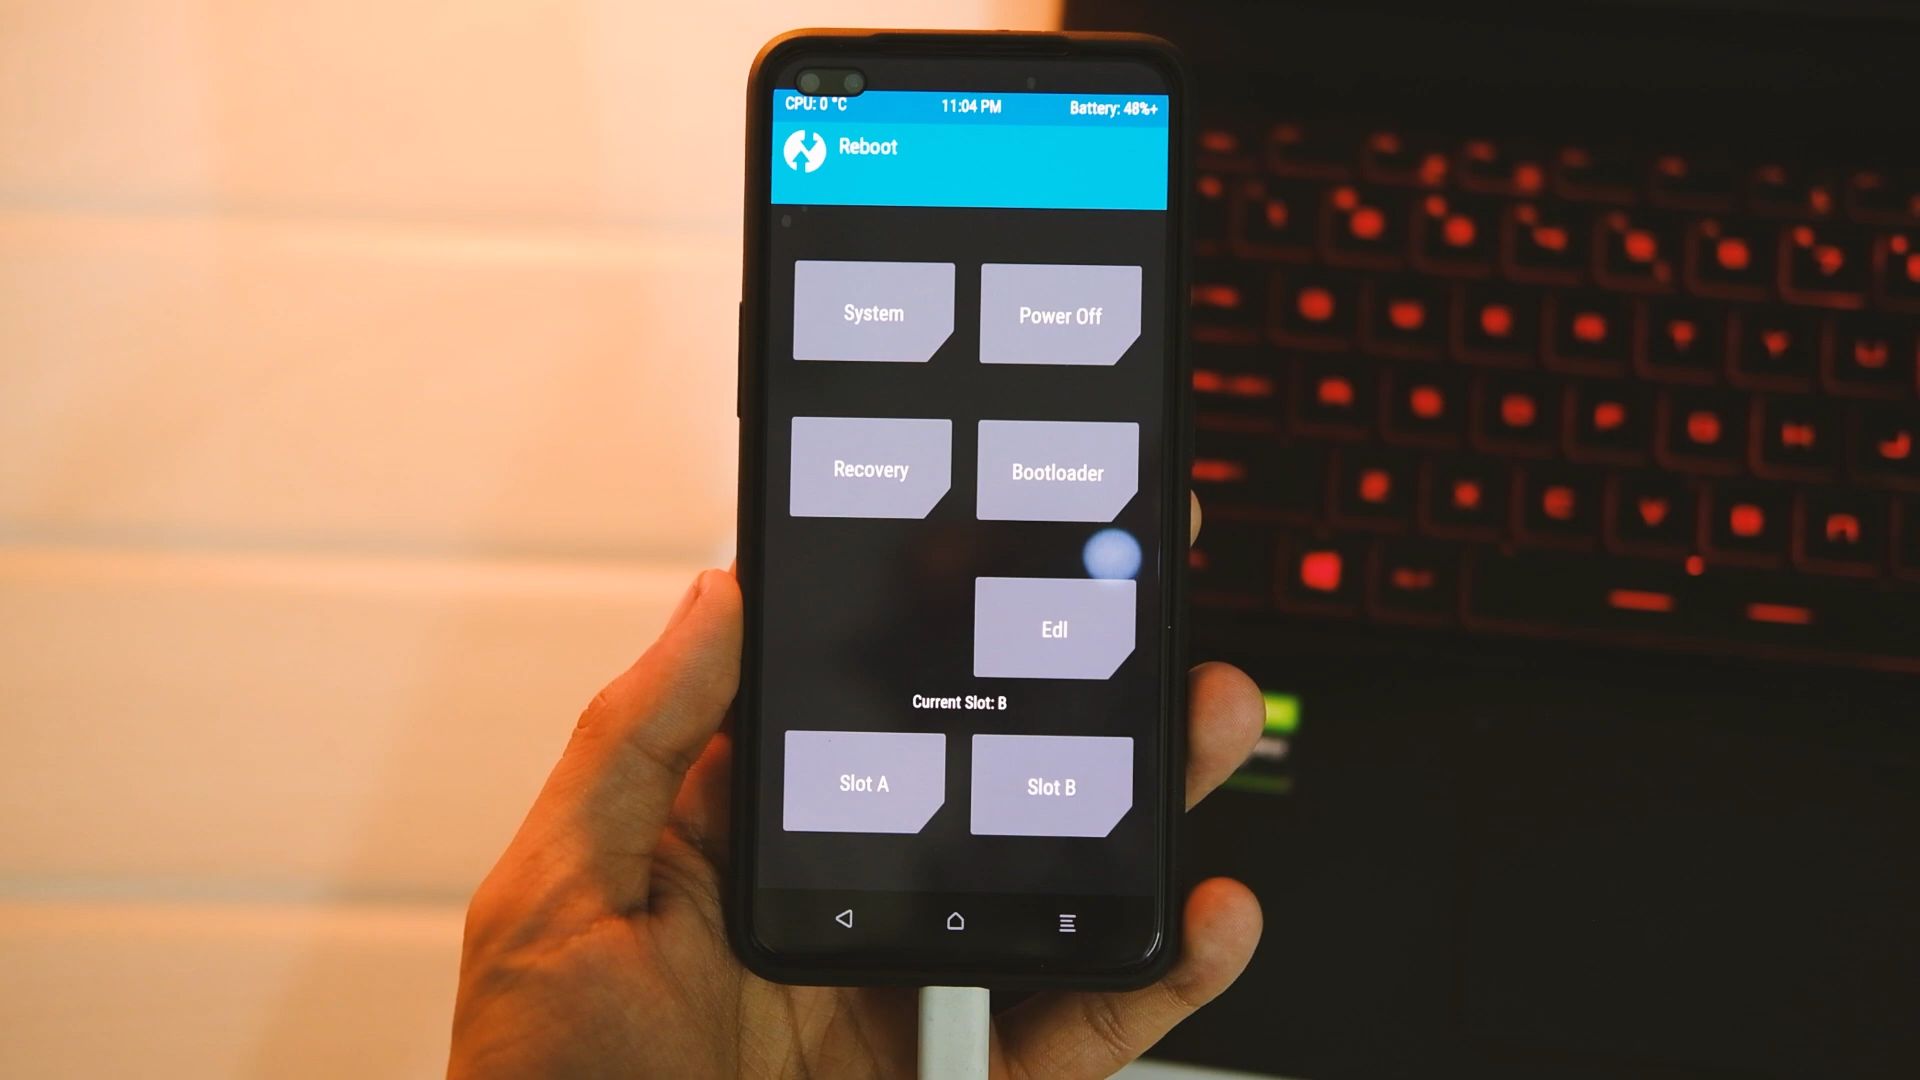 CPU: 0 °C 11:04 PM Battery: 48%+
Reboot
System Power Off
Recovery Bootloader
Edl
Current Slot: B
Slot A Slot B